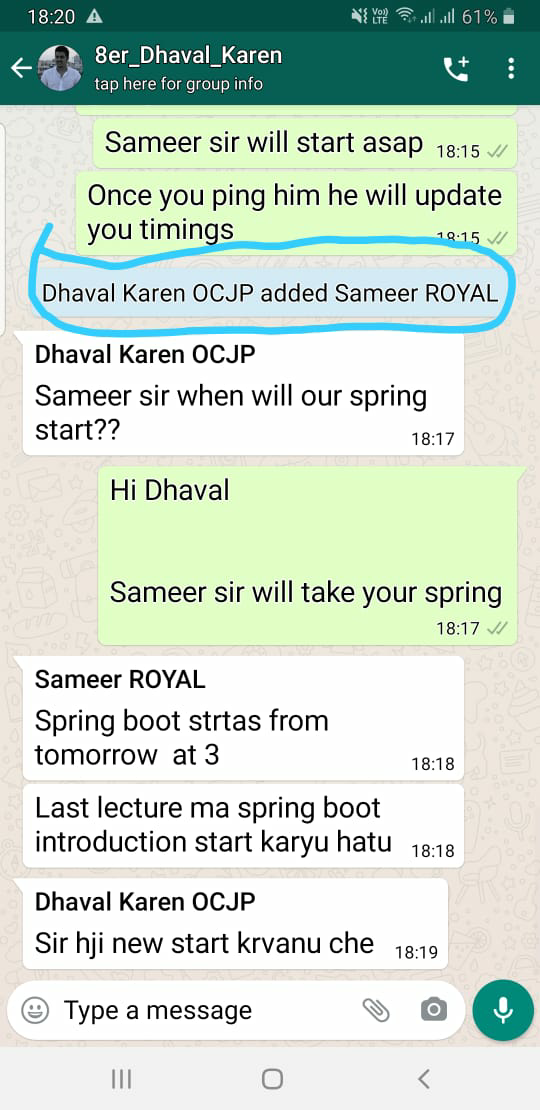 18:20
Vo)) LTE
61%
8er_Dhaval_Karen
tap here for group info
Sameer sir will start asap 18:15
Once you ping him he will update
you timings 18:15
Dhaval Karen OCJP added Sameer ROYAL
Dhaval Karen OCJP
Sameer sir when will our spring
start?? 18:17
Hi Dhaval
Sameer sir will take your spring
18:17
Sameer ROYAL
Spring boot strtas from
tomorrow at 3 18:18
Last lecture ma spring boot
introduction start karyu hatu 18:18
Dhaval Karen OCJP
Sir hji new start krvanu che 18:19
Type a message